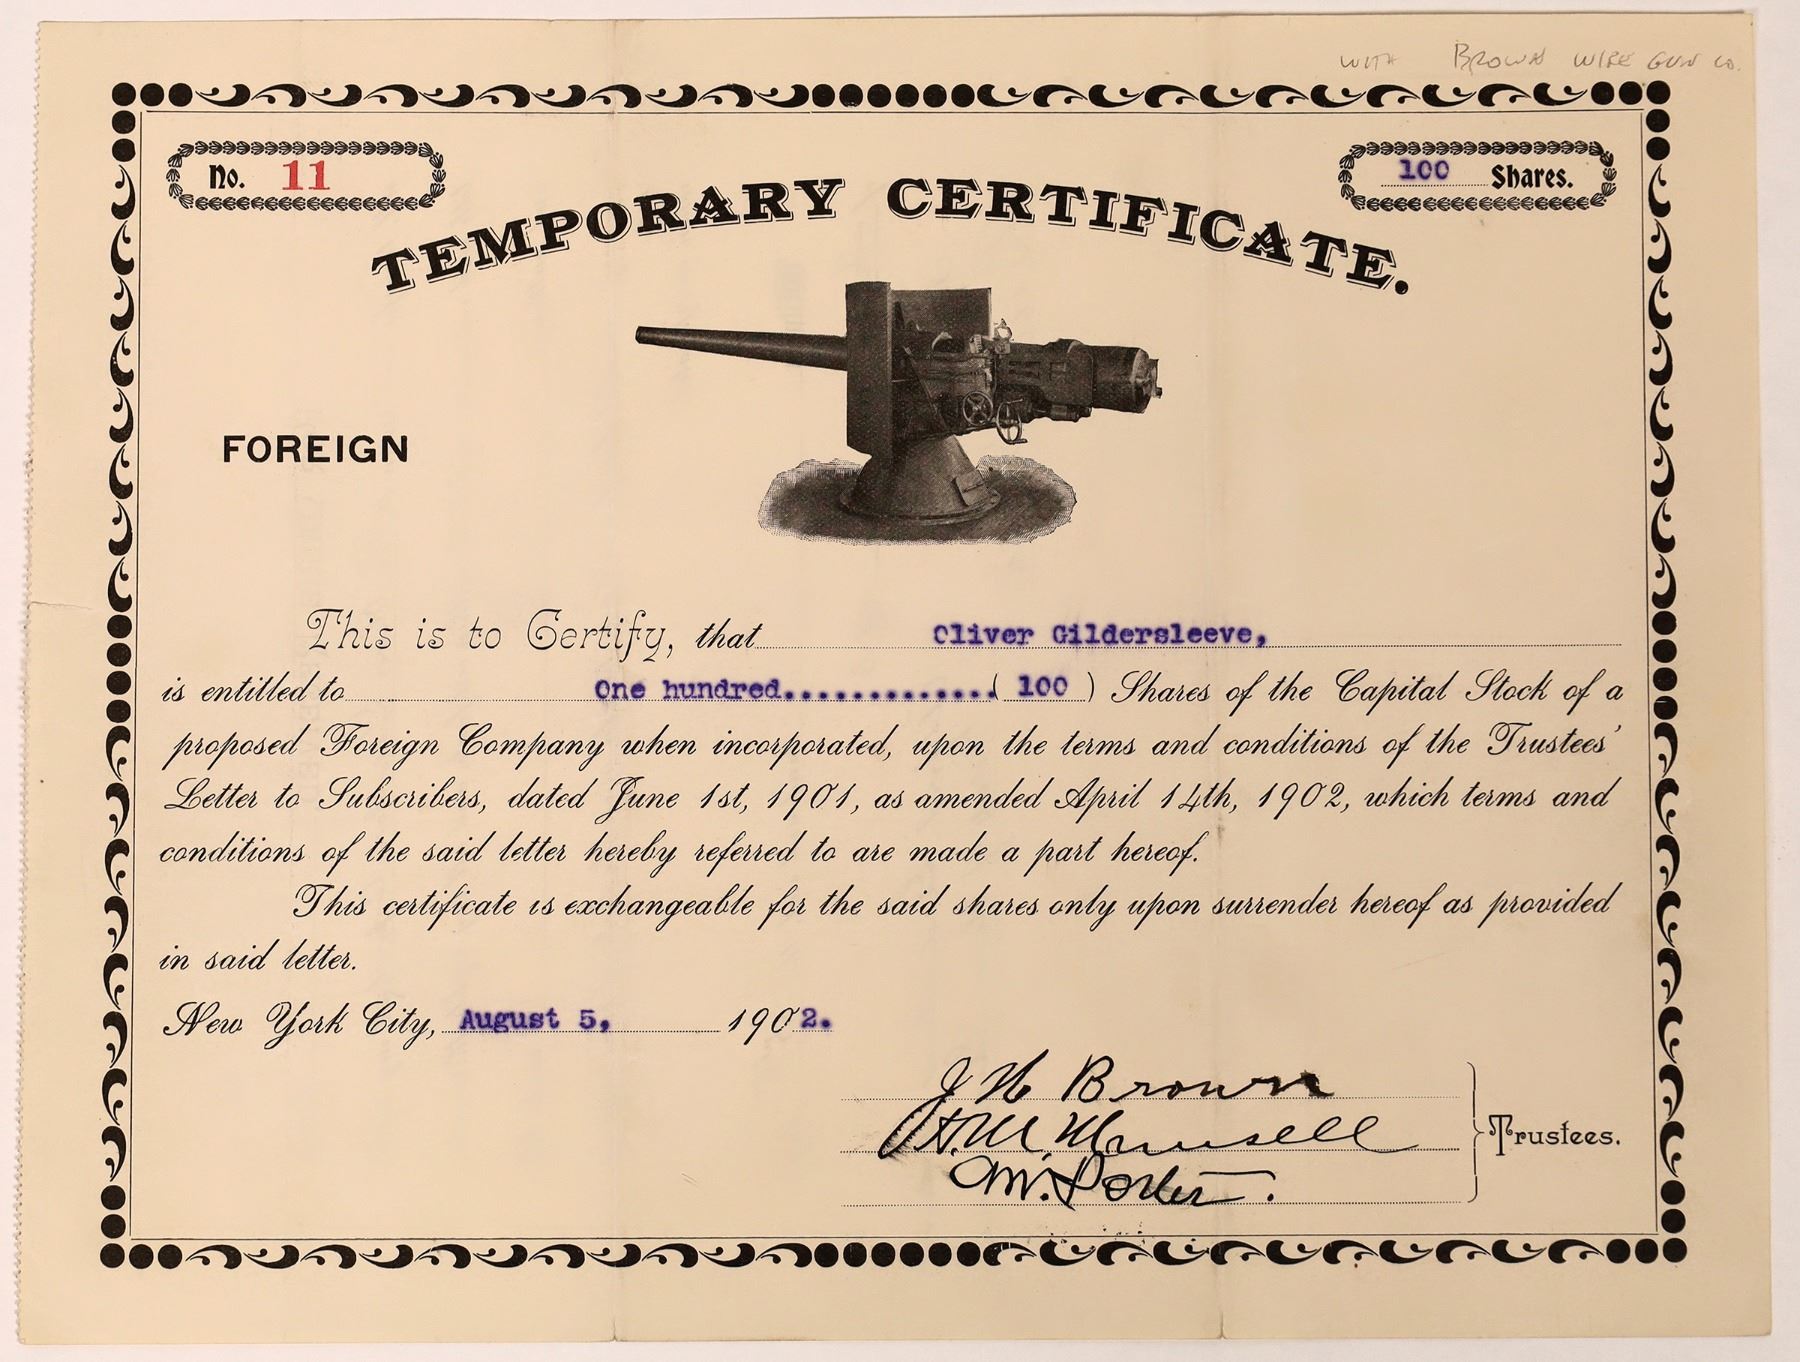 WITH BROWN WIRE GUN CO.
No. 11
100 Shares.
TEMPORARY CERTIFICATE.
FOREIGN
This is to Certify, that Oliver Gildersleeve,
is entitled to One hundred..............( 100 ) Shares of the Capital Stock of a
proposed Foreign Company when incorporated, upon the terms and conditions of the Trustees'
Letter to Subscribers, dated June 1st, 1901, as amended April 14th, 1902, which terms and
conditions of the said letter hereby referred to are made a part hereof.
This certificate is exchangeable for the said shares only upon surrender hereof as provided
in said letter.
New York City, August 5, 1902.
J H Brown
H. M. Munsell
M. Porter.
Trustees.